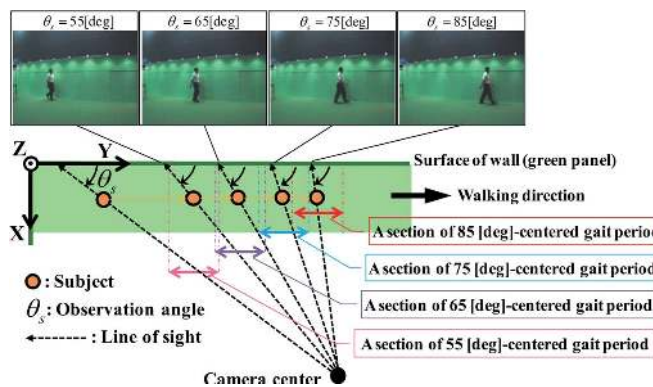 θs = 55[deg]
θs = 65[deg]
θs = 75[deg]
θs = 85[deg]
Z
Y
X
θs
Surface of wall (green panel)
Walking direction
A section of 85 [deg]-centered gait period
A section of 75 [deg]-centered gait period
A section of 65 [deg]-centered gait period
A section of 55 [deg]-centered gait period
: Subject
θs: Observation angle
: Line of sight
Camera center